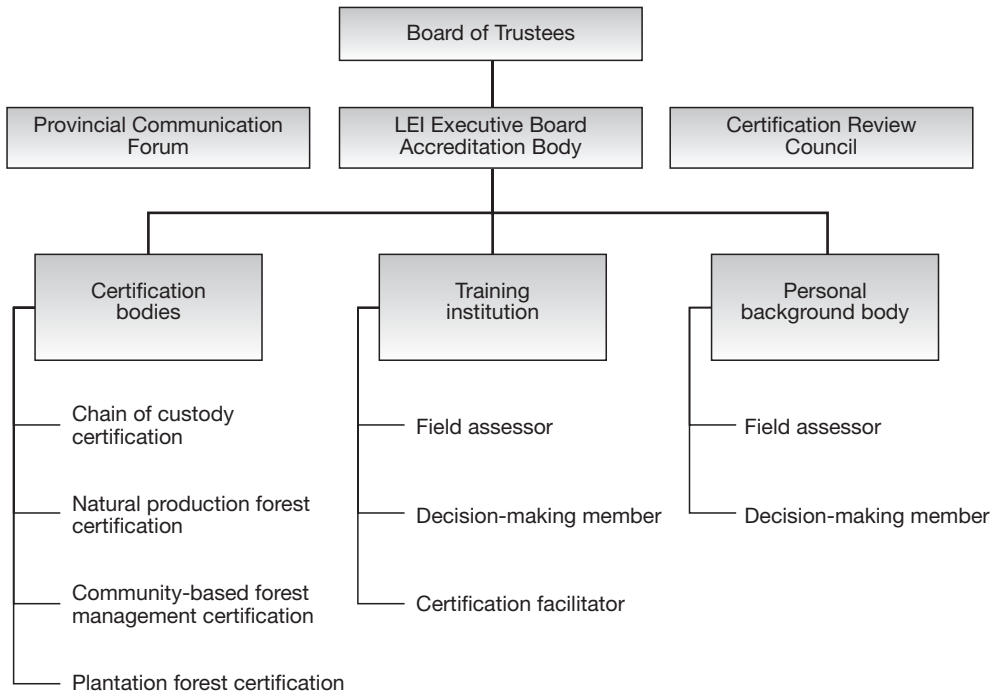 Board of Trustees
Provincial Communication
Forum
LEI Executive Board
Accreditation Body
Certification Review
Council
Certification
bodies
Training
institution
Personal
background body
Chain of custody
certification
Natural production forest
certification
Community-based forest
management certification
Plantation forest certification
Field assessor
Decision-making member
Certification facilitator
Field assessor
Decision-making member